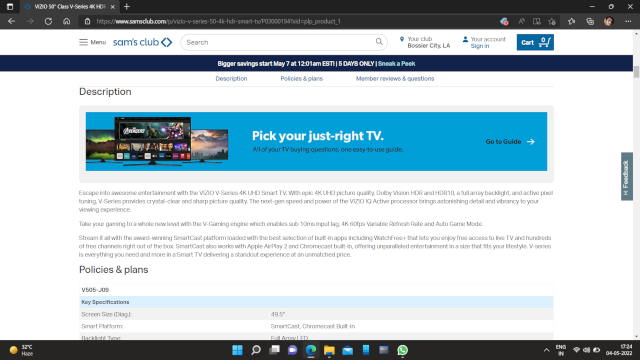 VIZIO 50" Class V-Series 4K HDR
https://www.samsclub.com/p/vizio-v-series-50-4k-hdr-smart-tv/P03000194?xid=plp_product_1
Menu
sam's club
Search
Your club
Bossier City, LA
Your account
Sign in
Cart
0
Bigger savings start May 7 at 12:01am EST! | 5 DAYS ONLY | Sneak a Peek
Description
Policies & plans
Member reviews & questions
Description
Pick your just-right TV.
All of your TV buying questions, one easy-to-use guide.
Go to Guide
Feedback
Escape into awesome entertainment with the VIZIO V-Series 4K UHD Smart TV. With epic 4K UHD picture quality, Dolby Vision HDR and HDR10, a full array backlight, and active pixel
tuning, V-Series provides crystal-clear and sharp picture quality. The next-gen speed and power of the VIZIO IQ Active processor brings astonishing detail and vibrancy to your
viewing experience.
Take your gaming to a whole new level with the V-Gaming engine which enables sub 10ms input lag, 4K 60fps Variable Refresh Rate and Auto Game Mode.
Stream it all with the award-winning SmartCast platform loaded with the best selection of built-in apps including WatchFree+ that lets you enjoy free access to live TV and hundreds
of free channels right out of the box. SmartCast also works with Apple AirPlay 2 and Chromecast built-in, offering unparalleled entertainment in a size that fits your lifestyle. V-series
is everything you need and more in a Smart TV delivering a standout experience at an unmatched price.
Policies & plans
V505-J09
Key Specifications
Screen Size (Diag.):
49.5"
Smart Platform:
SmartCast, Chromecast Built-in
Backlight Type:
Full Array LED
32°C
Haze
ENG
IN
17:24
04-05-2022